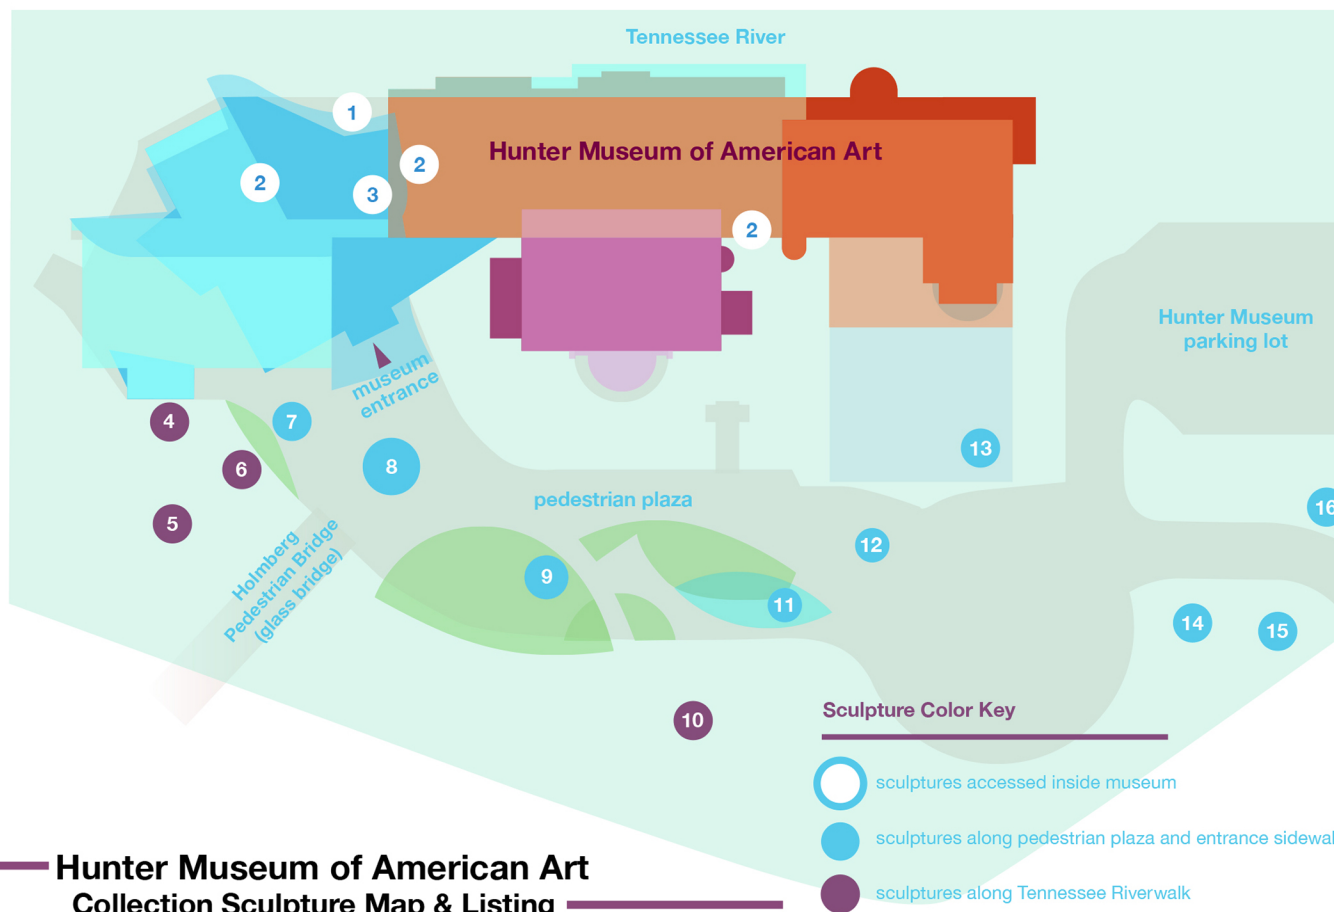 Tennessee River
1
Hunter Museum of American Art
2
2
3
2
Hunter Museum
parking lot
museum
entrance
4
7
6
8
13
5
pedestrian plaza
16
12
Holmberg
Pedestrian Bridge
(glass bridge)
9
11
14
15
10
Sculpture Color Key
sculptures accessed inside museum
sculptures along pedestrian plaza and entrance sidewal
sculptures along Tennessee Riverwalk
Hunter Museum of American Art
Collection Sculpture Map & Listing